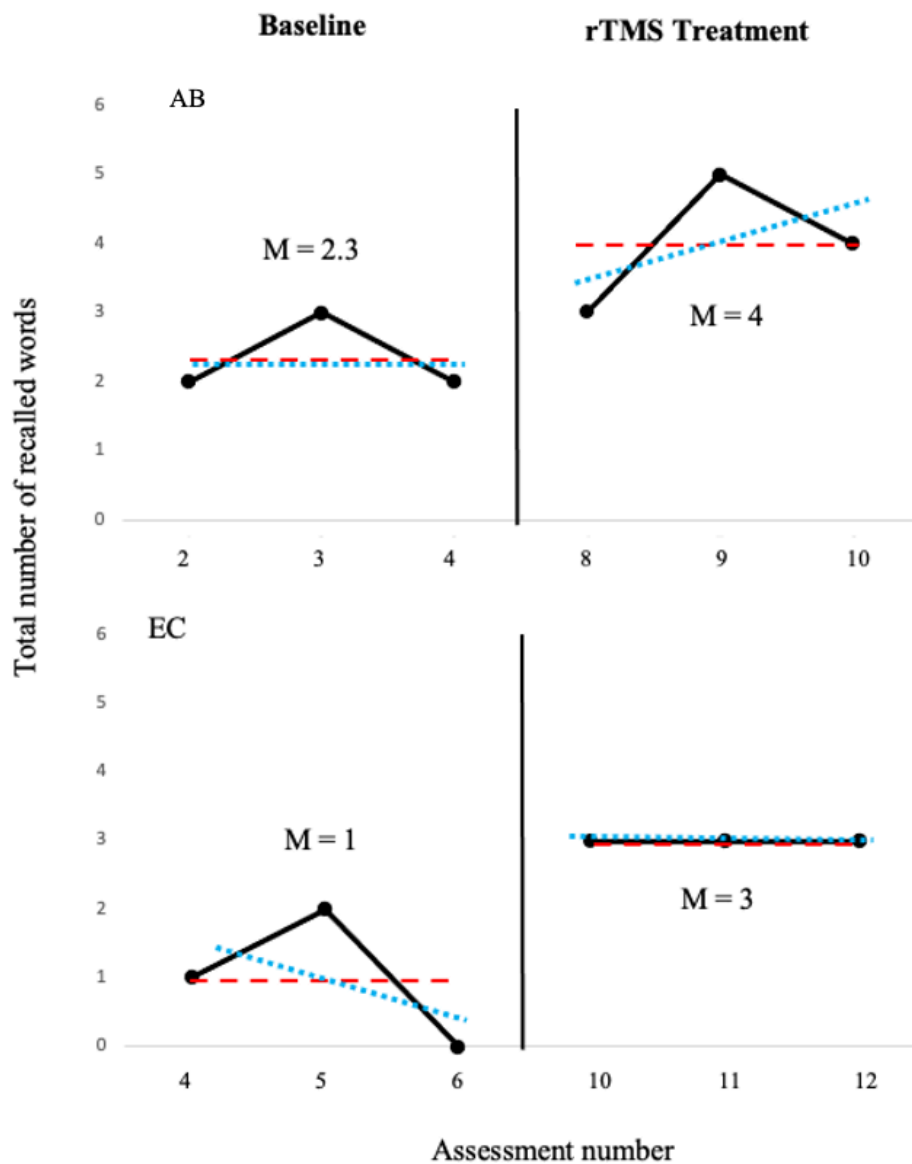 Baseline rTMS Treatment
Total number of recalled words
AB
6
5
4
3
2
1
0
M = 2.3
M = 4
2 3 4 8 9 10
EC
6
5
4
3
2
1
0
M = 1
M = 3
4 5 6 10 11 12
Assessment number